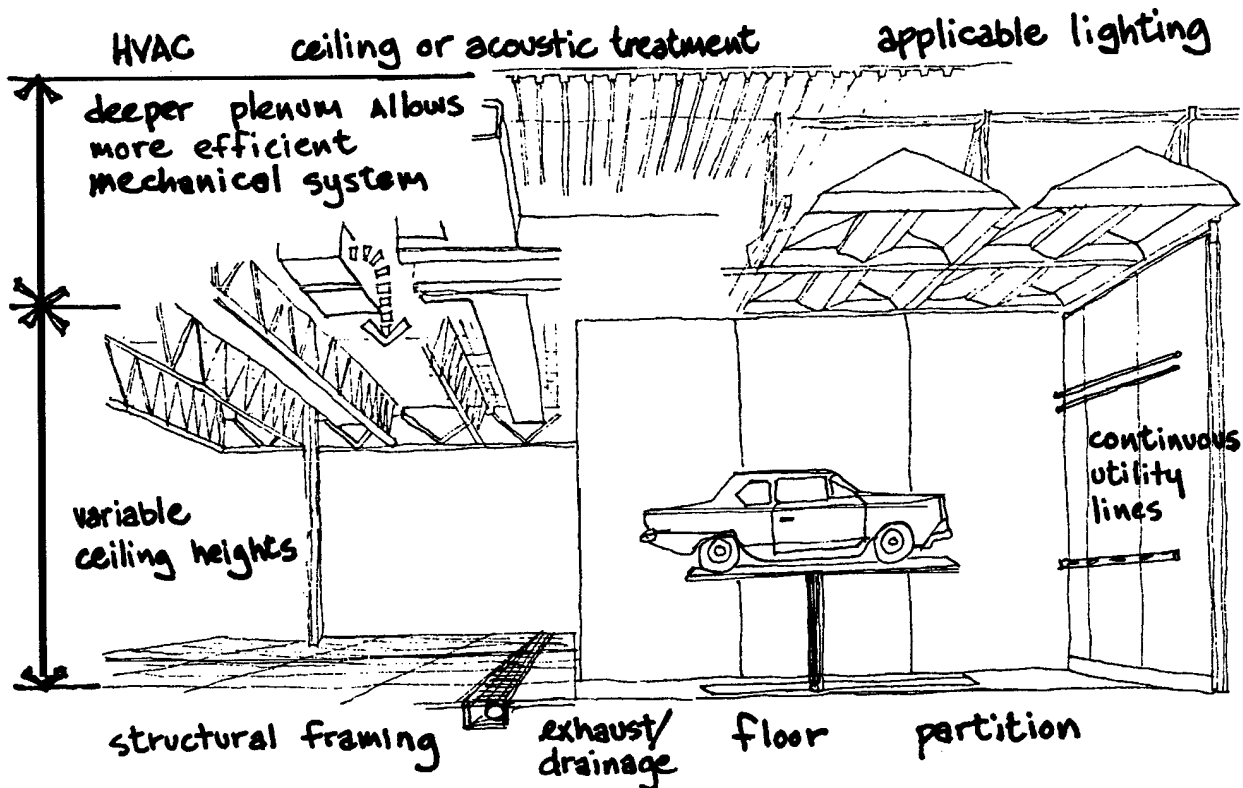 HVAC
ceiling or acoustic treatment
applicable lighting
deeper plenum allows
more efficient
mechanical system
continuous
utility
lines
variable
ceiling heights
structural framing
exhaust/
drainage
floor
partition